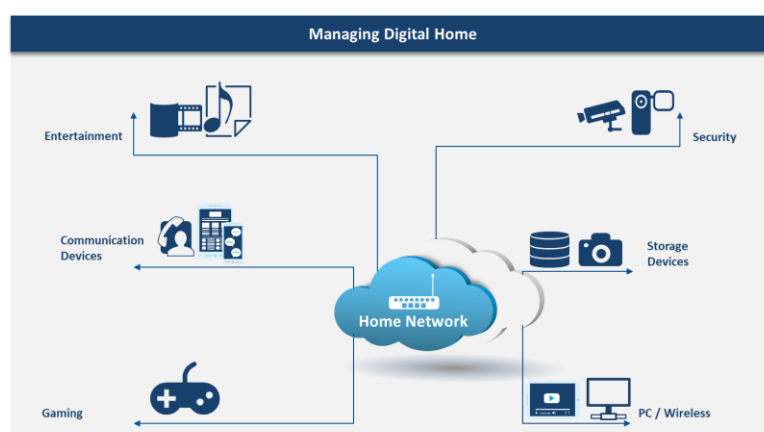 Managing Digital Home
Entertainment
Security
Communication
Devices
Storage
Devices
Home Network
Gaming
PC / Wireless